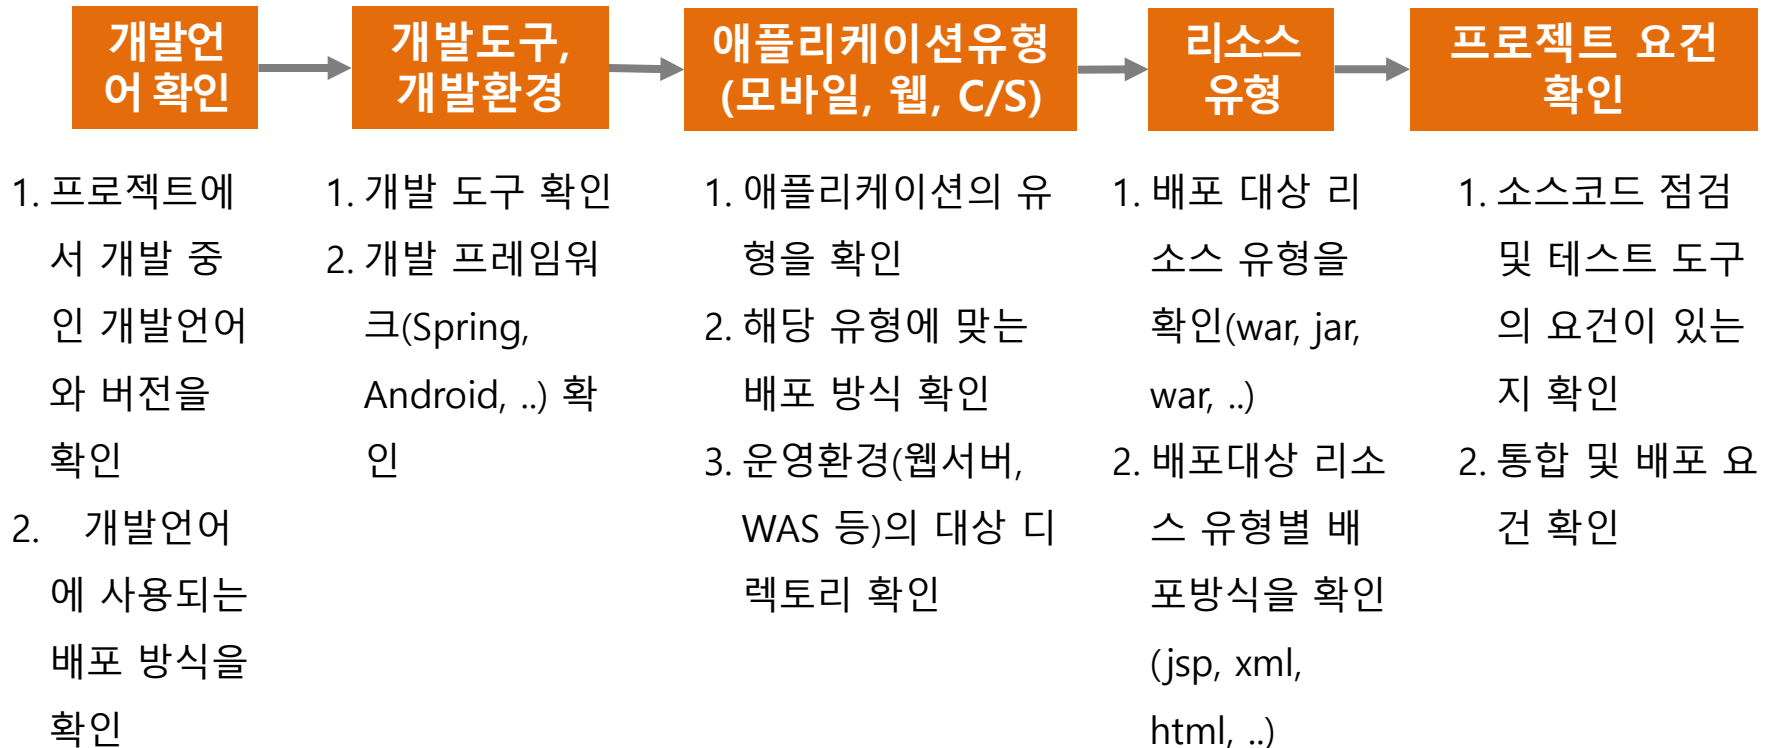 개발언
어 확인
개발도구,
개발환경
애플리케이션유형
(모바일, 웹, C/S)
리소스
유형
프로젝트 요건
확인
1. 프로젝트에
서 개발 중
인 개발언어
와 버전을
확인
2. 개발언어
에 사용되는
배포 방식을
확인
1. 개발 도구 확인
2. 개발 프레임워
크(Spring,
Android, ..) 확
인
1. 애플리케이션의 유
형을 확인
2. 해당 유형에 맞는
배포 방식 확인
3. 운영환경(웹서버,
WAS 등)의 대상 디
렉토리 확인
1. 배포 대상 리
소스 유형을
확인(war, jar,
war, ..)
2. 배포대상 리소
스 유형별 배
포방식을 확인
(jsp, xml,
html, ..)
1. 소스코드 점검
및 테스트 도구
의 요건이 있는
지 확인
2. 통합 및 배포 요
건 확인